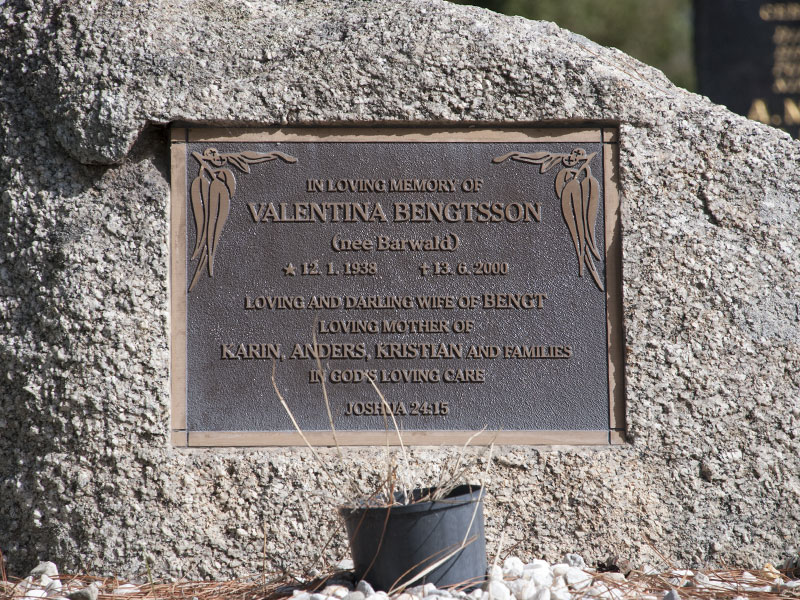 IN LOVING MEMORY OF
VALENTINA BENGTSSON
(nee Barwald)
★ 12. 1. 1938 ✝ 13. 6. 2000
LOVING AND DARLING WIFE OF BENGT
LOVING MOTHER OF
KARIN, ANDERS, KRISTIAN AND FAMILIES
IN GOD'S LOVING CARE
JOSHUA 24:15